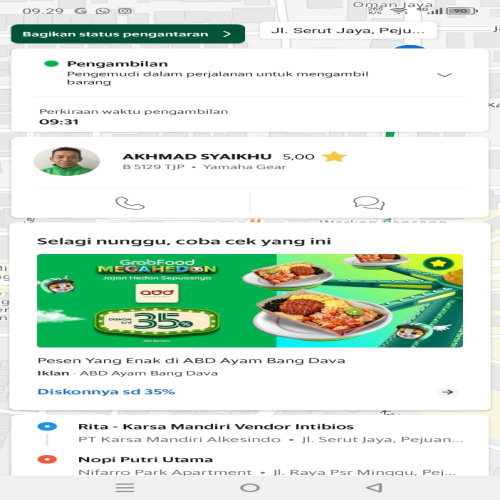 09.29
Oman Jaya
4G
90
Bagikan status pengantaran
Jl. Serut Jaya, Peju...
Pengambilan
Pengemudi dalam perjalanan untuk mengambil
barang
Perkiraan waktu pengambilan
09:31
AKHMAD SYAIKHU 5,00
B 5129 TJP • Yamaha Gear
Selagi nunggu, coba cek yang ini
GrabFood
MEGAHEDON
Jajan Hedon Sepuasnya
abd
DISKON
s/d
35%
Pesen Yang Enak di ABD Ayam Bang Dava
Iklan · ABD Ayam Bang Dava
Diskonnya sd 35%
Rita - Karsa Mandiri Vendor Intibios
PT Karsa Mandiri Alkesindo • Jl. Serut Jaya, Pejuan...
Nopi Putri Utama
Nifarro Park Apartment • Jl. Raya Psr Minggu, Pej...